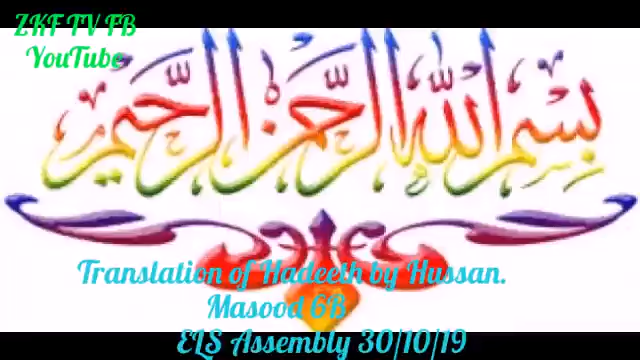 ZKF TV FB
YouTube
بسم الله الرحمن الرحيم
Translation of Hadeeth by Hussan.
Masood 6B
ELS Assembly 30/10/19